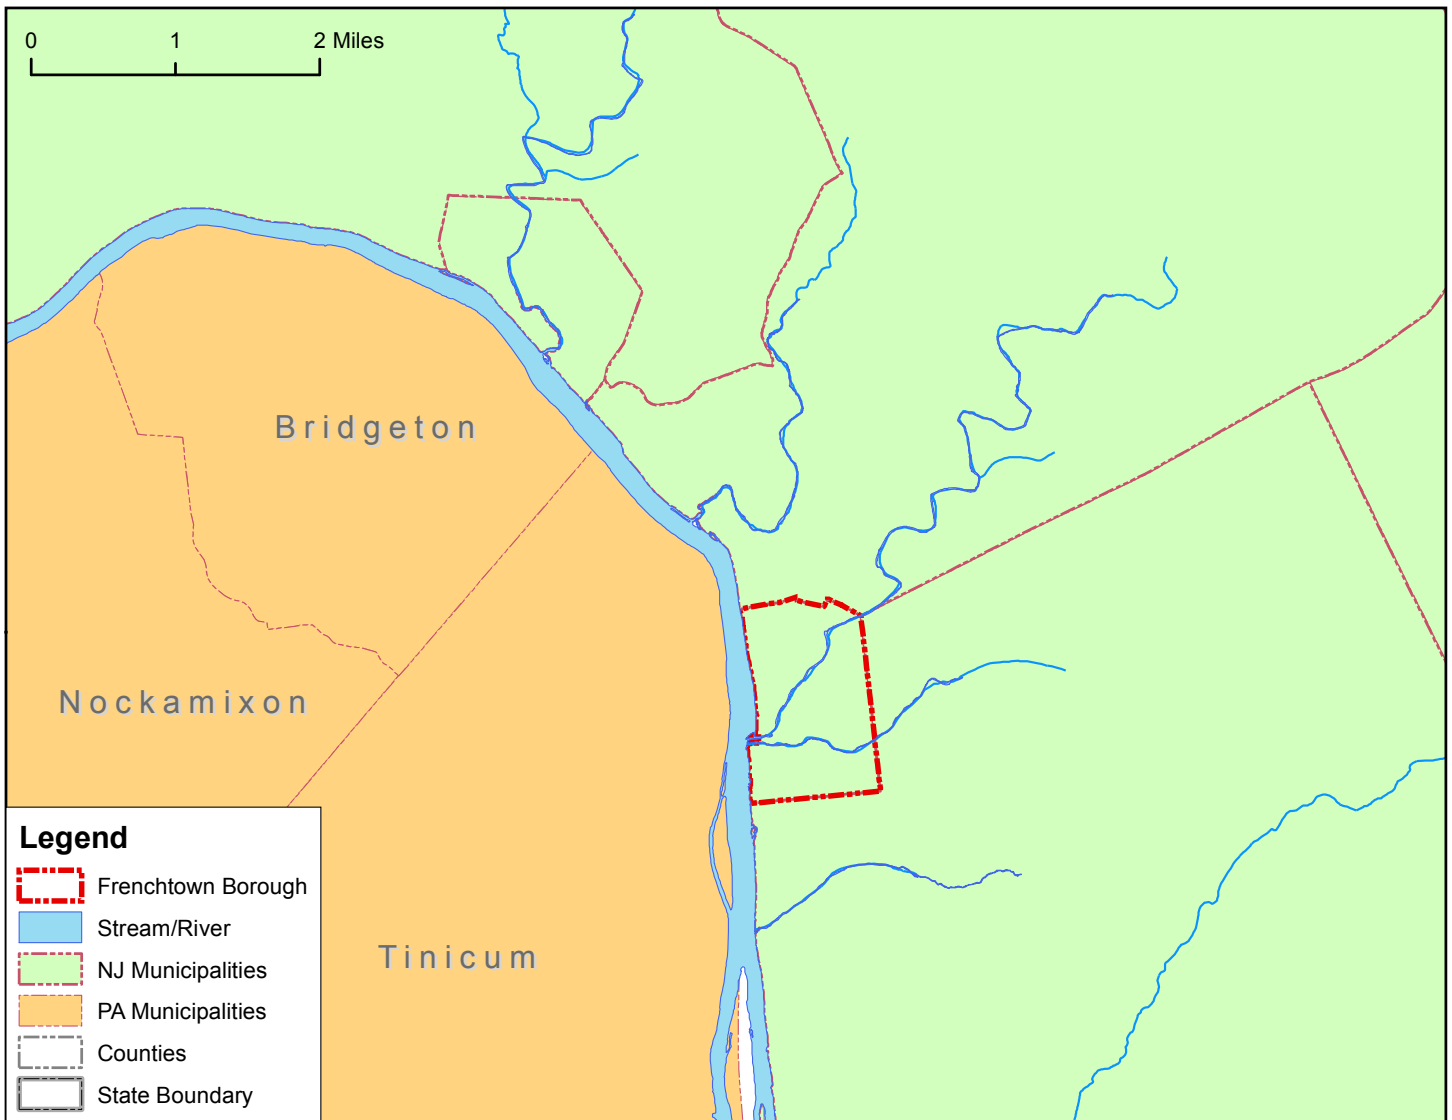 0 1 2 Miles
Bridgeton
Nockamixon
Tinicum
Legend
Frenchtown Borough
Stream/River
NJ Municipalities
PA Municipalities
Counties
State Boundary